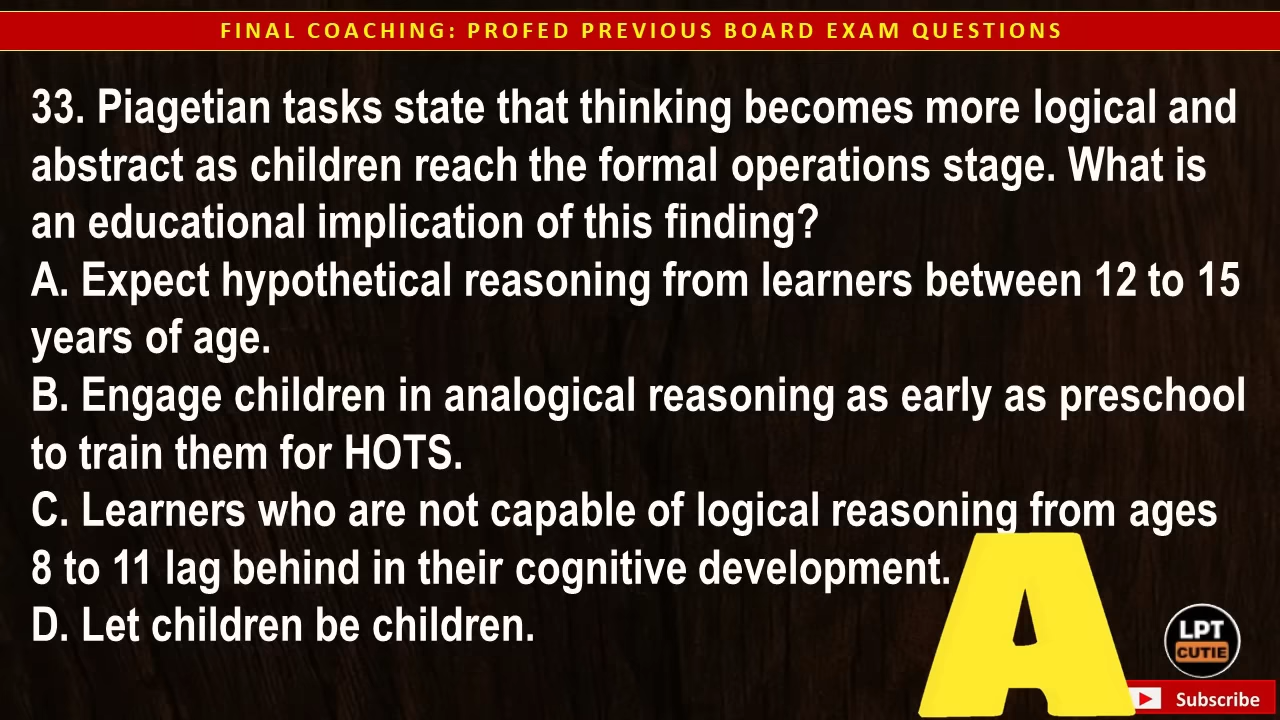 FINAL COACHING: PROFED PREVIOUS BOARD EXAM QUESTIONS
33. Piagetian tasks state that thinking becomes more logical and
abstract as children reach the formal operations stage. What is
an educational implication of this finding?
A. Expect hypothetical reasoning from learners between 12 to 15
years of age.
B. Engage children in analogical reasoning as early as preschool
to train them for HOTS.
C. Learners who are not capable of logical reasoning from ages
8 to 11 lag behind in their cognitive development.
D. Let children be children.
A
LPT
CUTIE
Subscribe